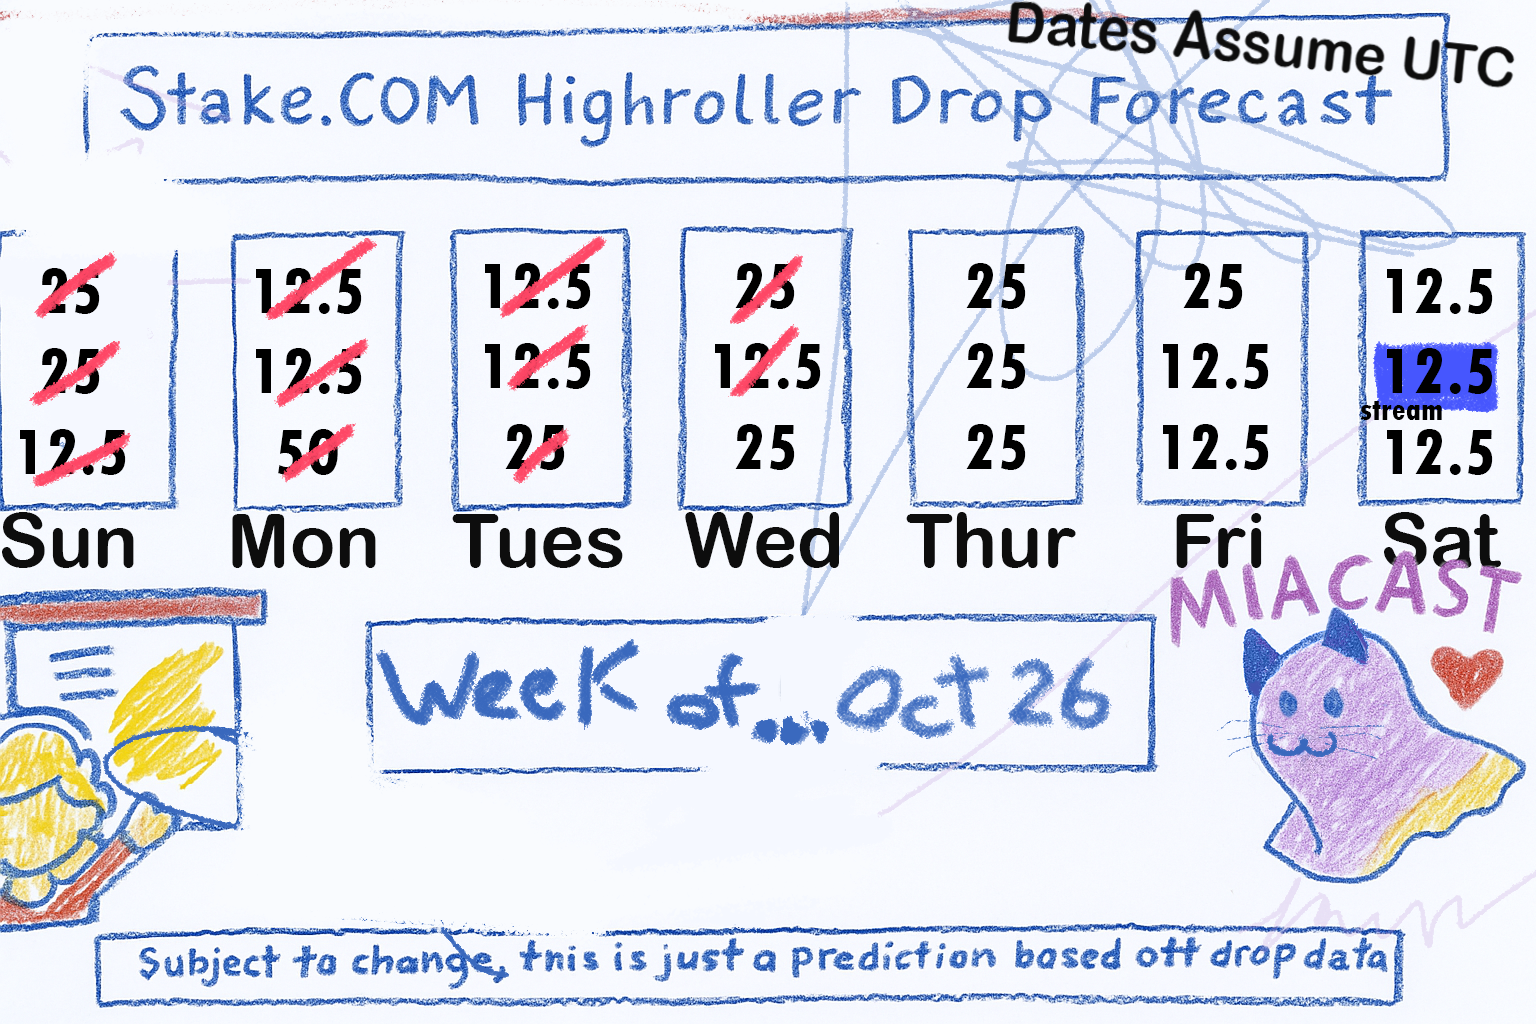 Dates Assume UTC
Stake.COM Highroller Drop Forecast
25 12.5 12.5 25 25 25 12.5
25 12.5 12.5 12.5 25 12.5 12.5
stream
12.5 50 25 25 25 12.5 12.5
Sun Mon Tues Wed Thur Fri Sat
MIACAST
Week of... Oct 26
Subject to change, tnis is just a prediction based off drop data